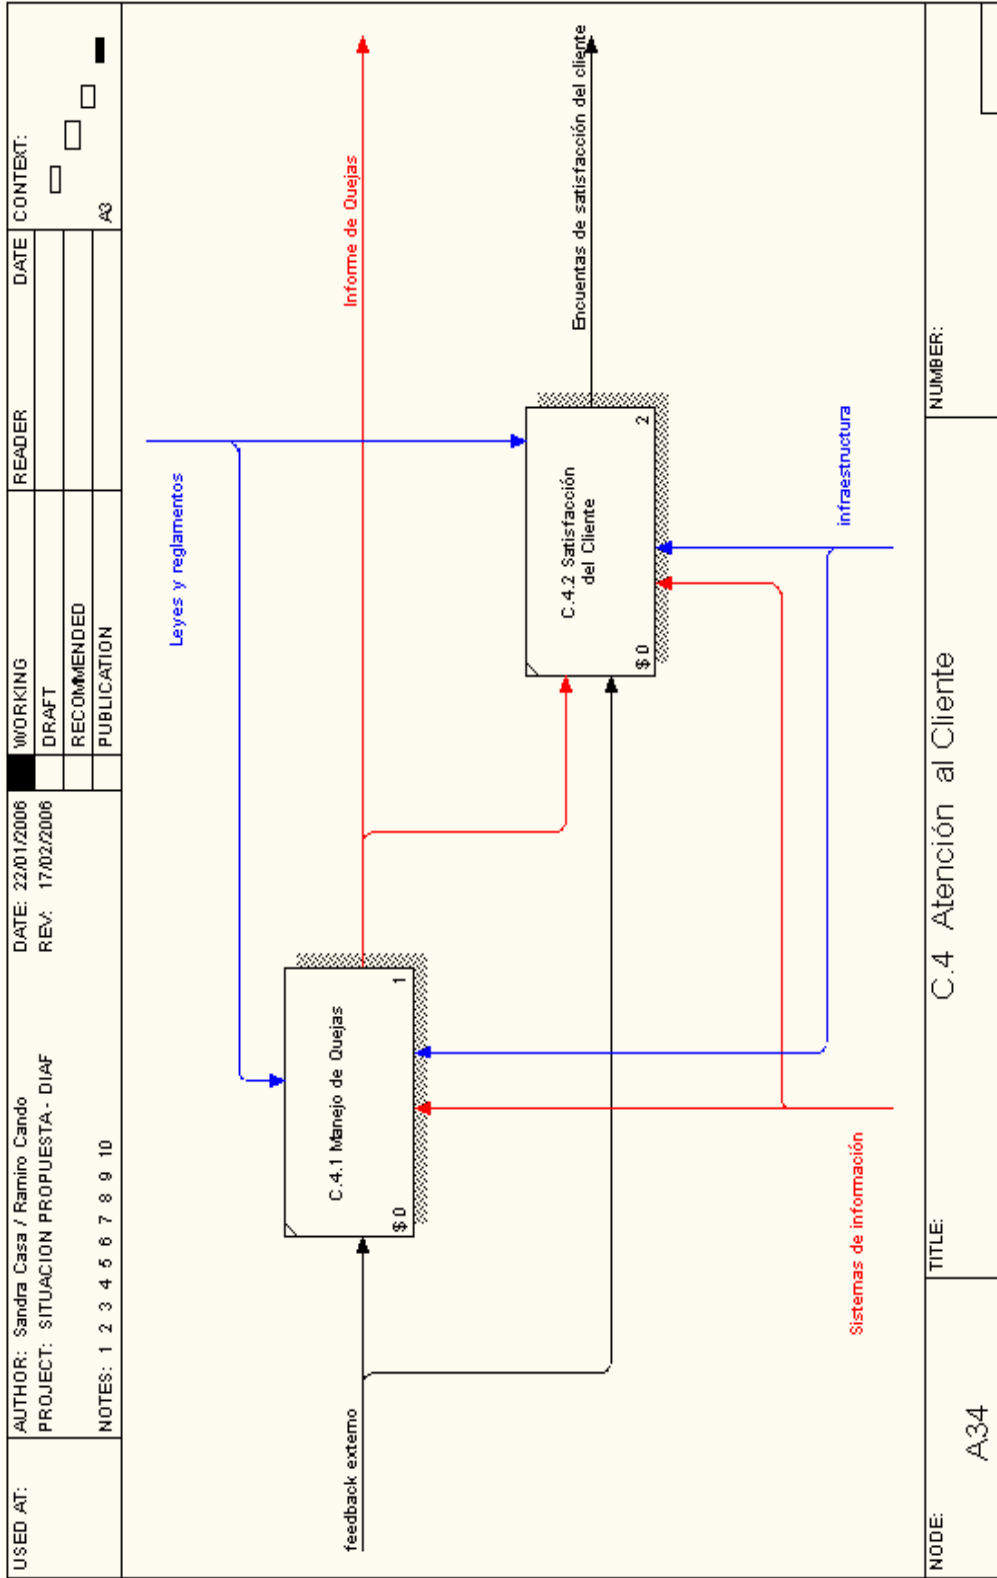 USED AT:
AUTHOR: Sandra Casa / Ramiro Cando
DATE: 22/01/2006
PROJECT: SITUACION PROPUESTA - DIAF
REV: 17/02/2006
NOTES: 1 2 3 4 5 6 7 8 9 10
WORKING
DRAFT
RECOMMENDED
PUBLICATION
READER
DATE
CONTEXT:
A3
Leyes y reglamentos
feedback externo
C.4.1 Manejo de Quejas
$ 0
1
Informe de Quejas
C.4.2 Satisfacción
del Cliente
$ 0
2
Encuentas de satisfacción del cliente
Sistemas de información
infraestructura
NODE:
A34
TITLE:
C.4 Atención al Cliente
NUMBER: